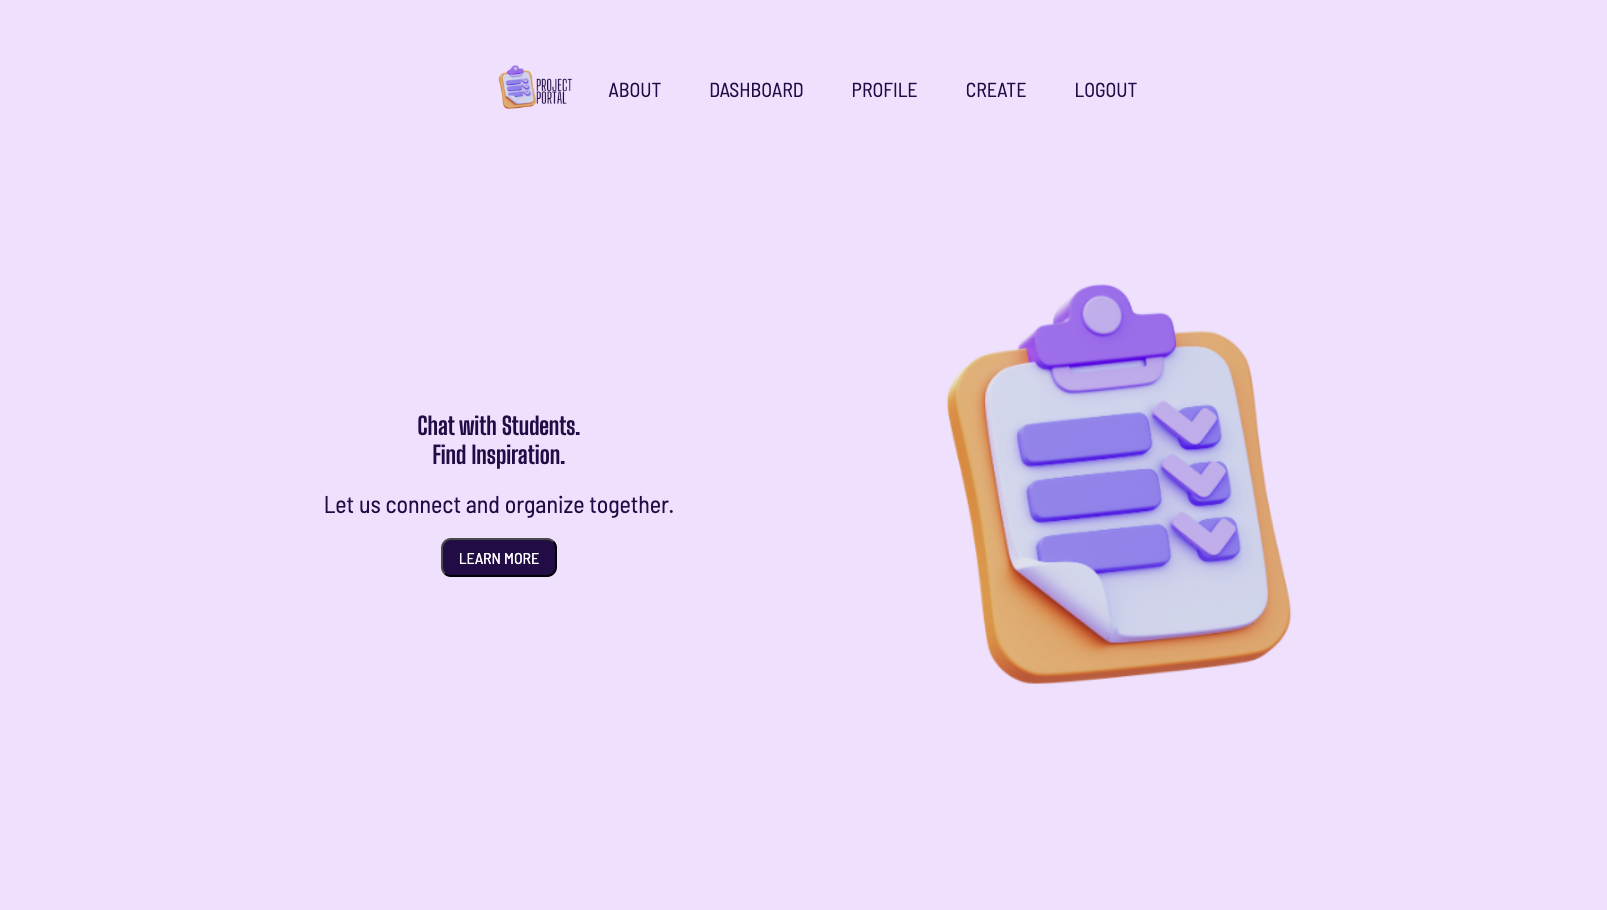 PROJECT
PORTAL
ABOUT DASHBOARD PROFILE CREATE LOGOUT
Chat with Students.
Find Inspiration.
Let us connect and organize together.
LEARN MORE